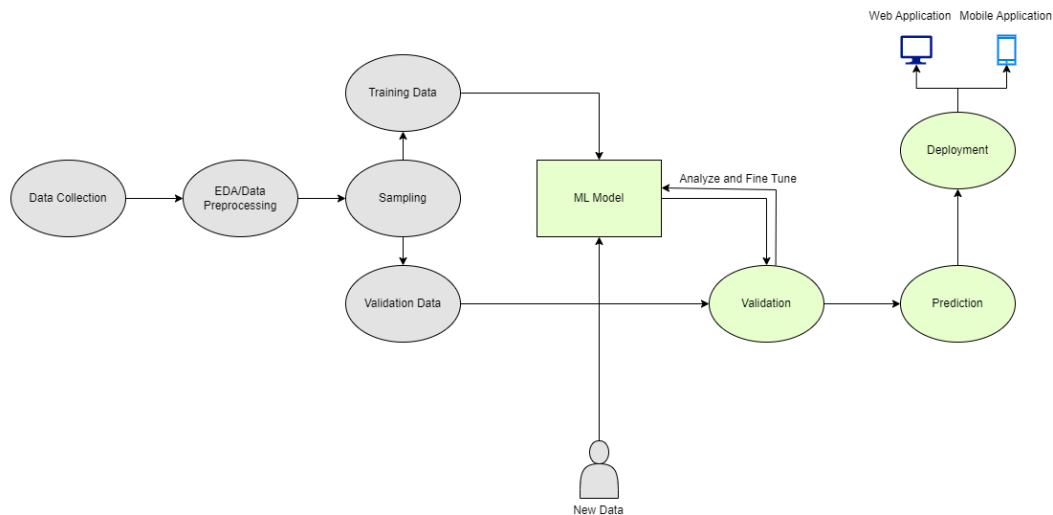 Web Application
Mobile Application
Training Data
Deployment
Data Collection
EDA/Data
Preprocessing
Sampling
ML Model
Analyze and Fine Tune
Validation Data
Validation
Prediction
New Data